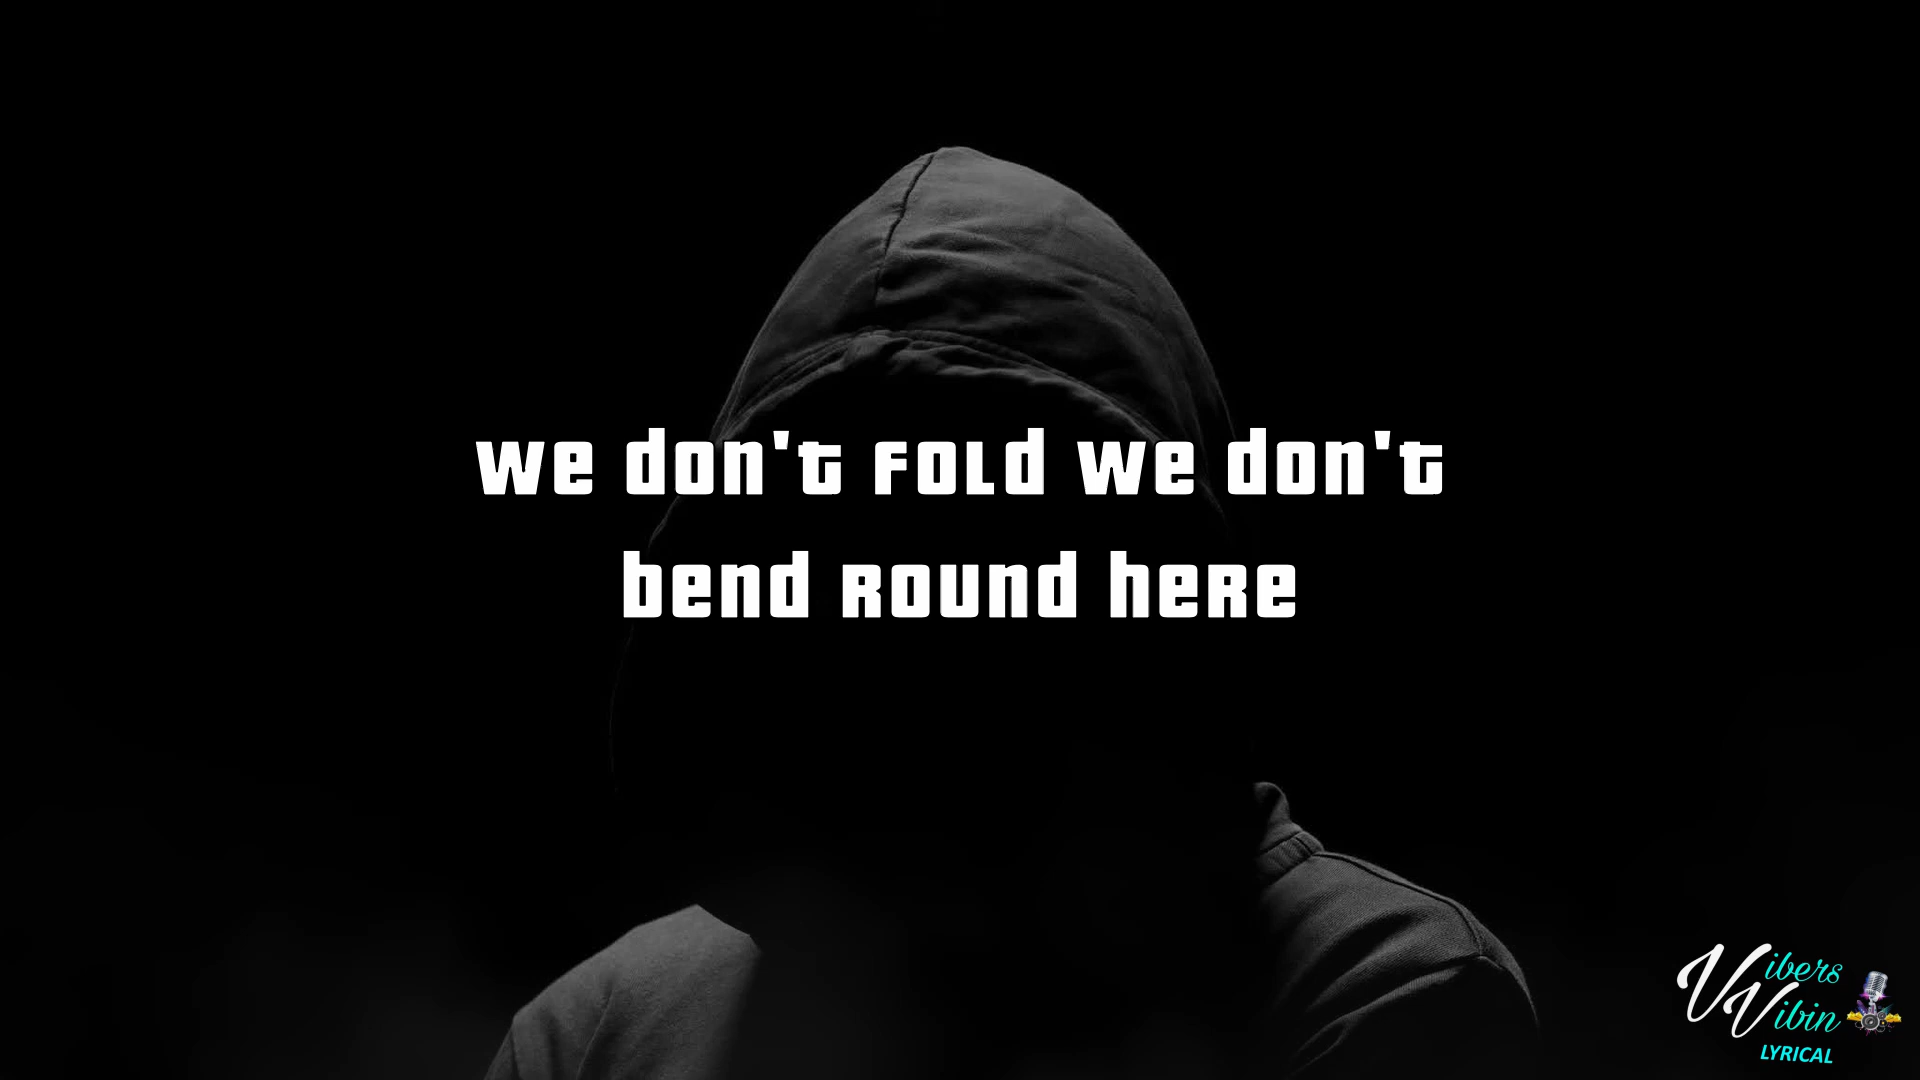 we don't fold we don't
bend round here
Vibers
Vibin
LYRICAL